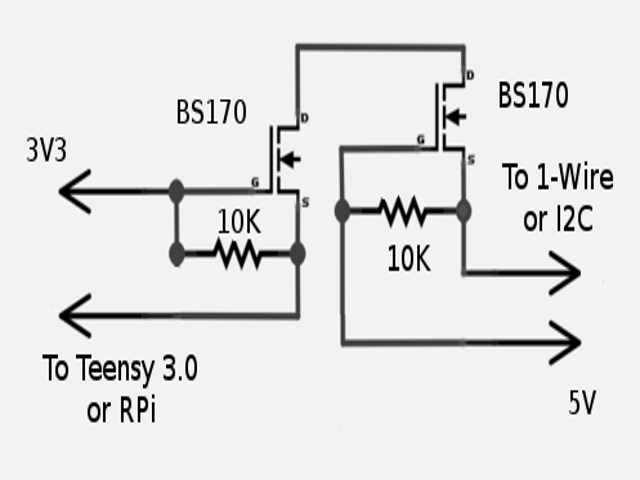 BS170
D
G
S
3V3
10K
To Teensy 3.0
or RPi
D
BS170
G
S
To 1-Wire
or I2C
10K
5V